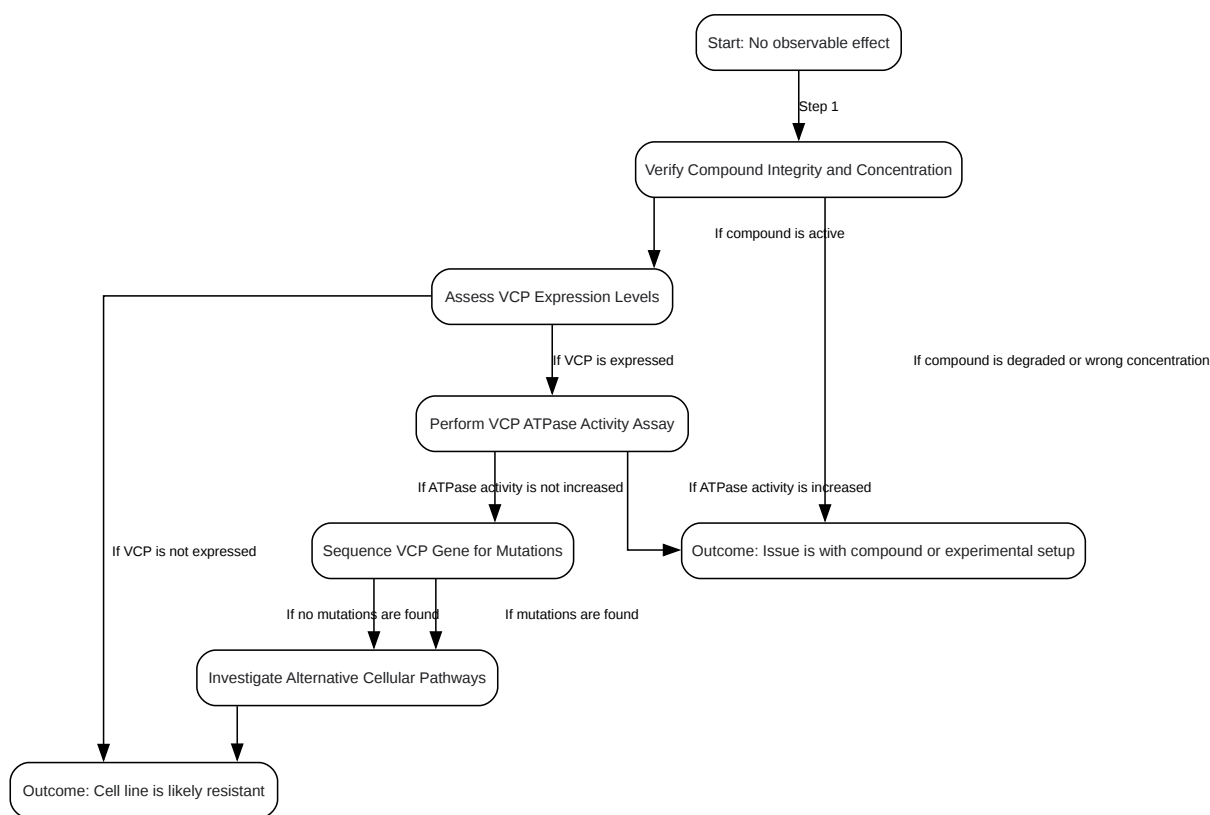 Start: No observable effect
Step 1
Verify Compound Integrity and Concentration
If compound is active
Assess VCP Expression Levels
If VCP is expressed
If compound is degraded or wrong concentration
Perform VCP ATPase Activity Assay
If ATPase activity is not increased
If ATPase activity is increased
If VCP is not expressed
Sequence VCP Gene for Mutations
Outcome: Issue is with compound or experimental setup
If no mutations are found
If mutations are found
Investigate Alternative Cellular Pathways
Outcome: Cell line is likely resistant